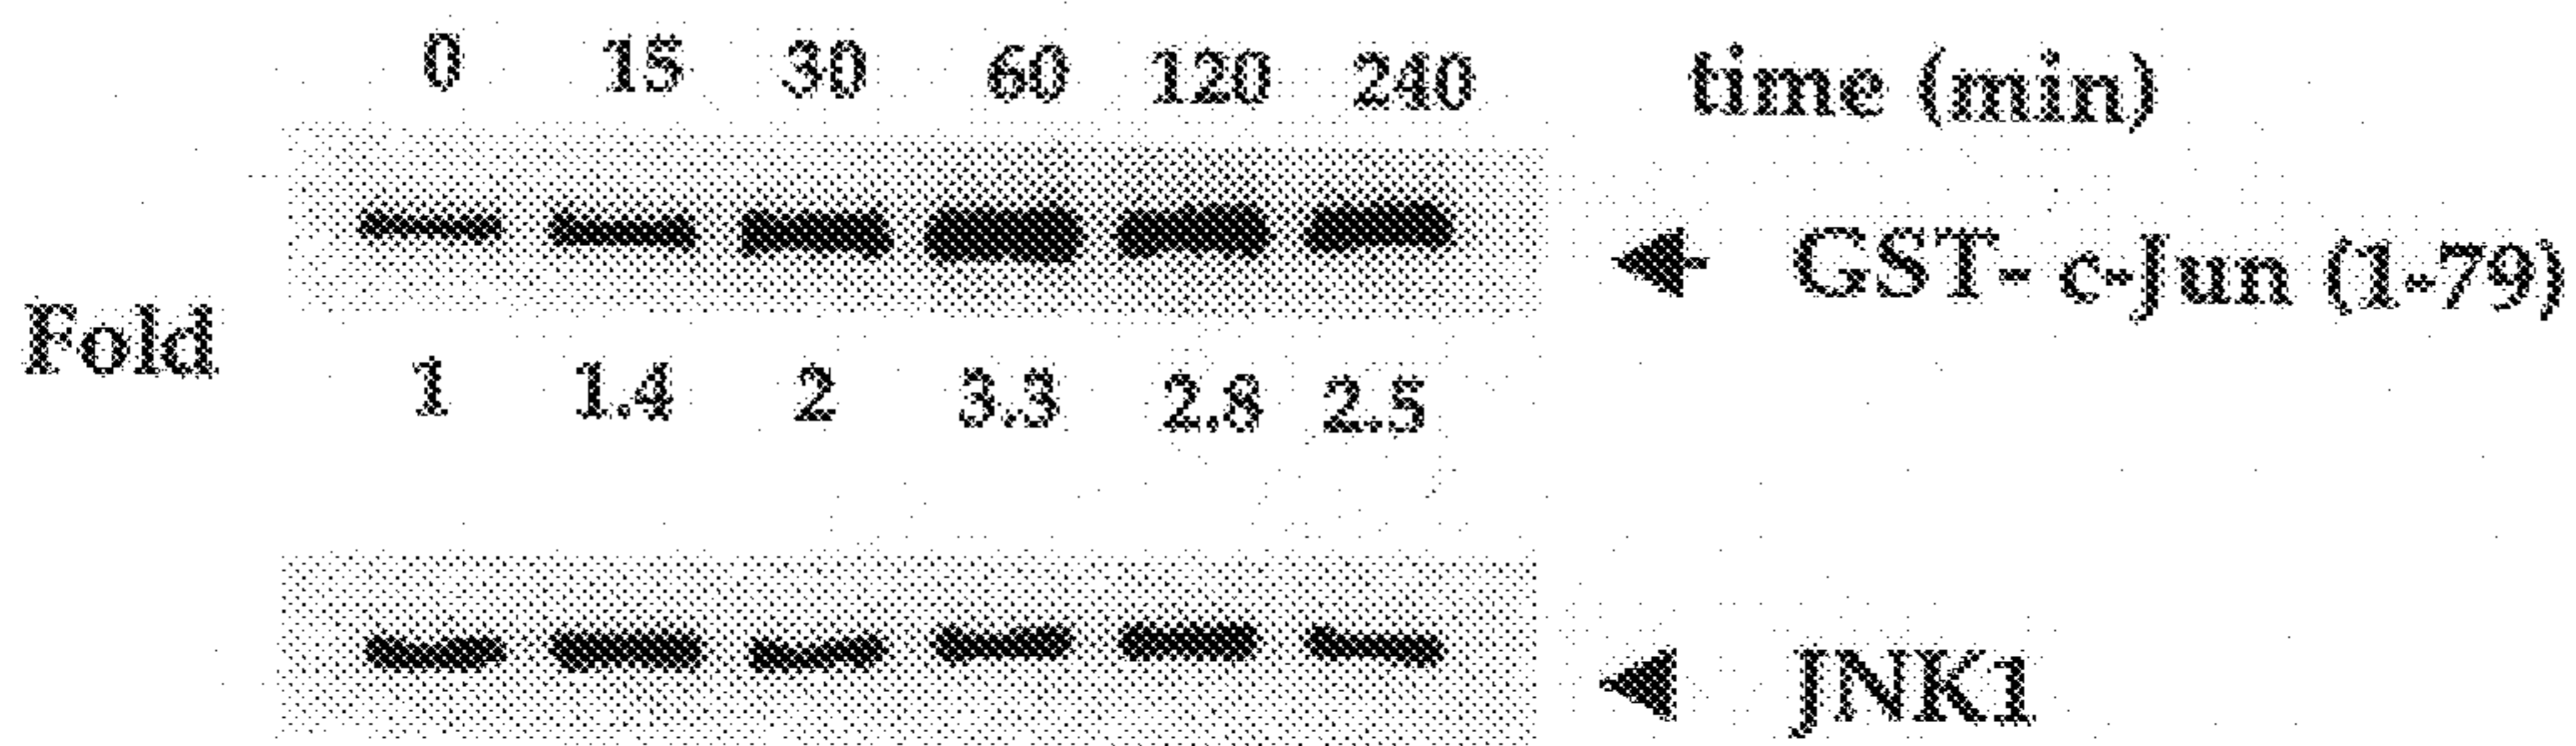 0 15 30 60 120 240 time (min)
GST- c-Jun (1-79)
Fold 1 1.4 2 3.3 2.8 2.5
JNK1